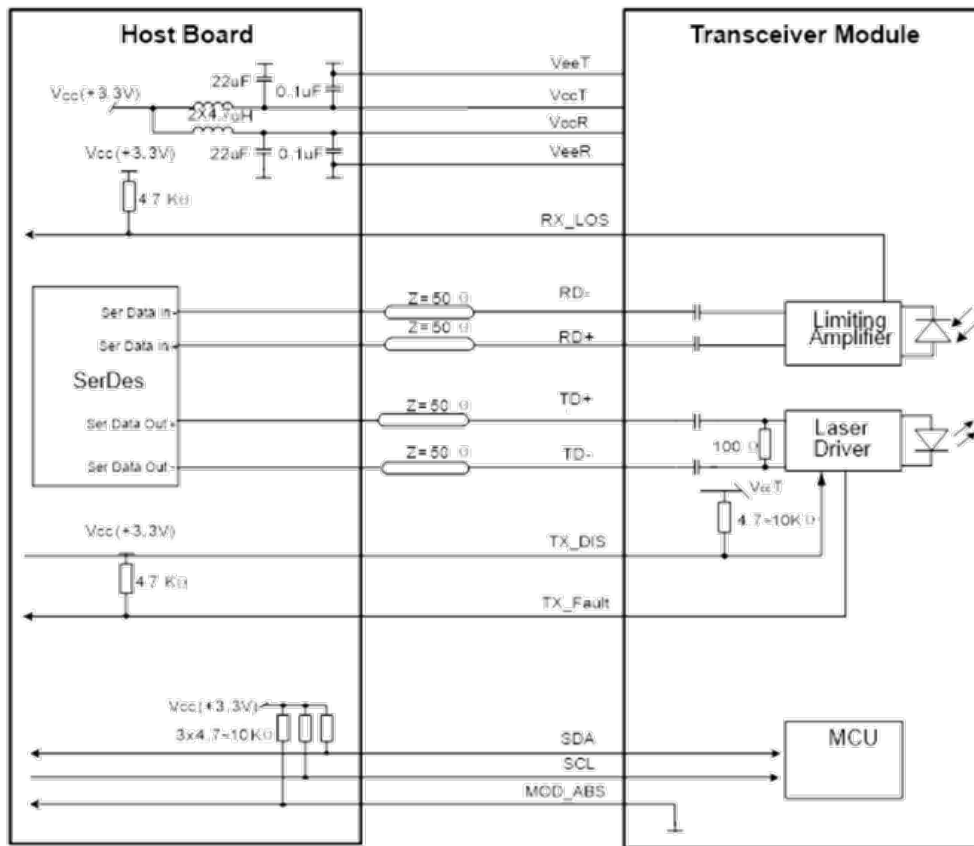 Host Board
Transceiver Module
VeeT
22uF
0.1uF
Vcc(+3.3V)
VccT
2X4.7uH
VccR
Vcc(+3.3V)
22uF
0.1uF
VeeR
4.7 KΩ
RX_LOS
Z=50 Ω
RD-
Ser Data In-
Limiting
Amplifier
Z=50 Ω
RD+
Ser Data In+
SerDes
Z=50 Ω
TD+
Ser Data Out+
Laser
Driver
100 Ω
Z=50 Ω
TD-
Ser Data Out-
VccT
4.7~10KΩ
Vcc(+3.3V)
TX_DIS
4.7 KΩ
TX_Fault
Vcc(+3.3V)
3x4.7~10KΩ
SDA
MCU
SCL
MOD_ABS